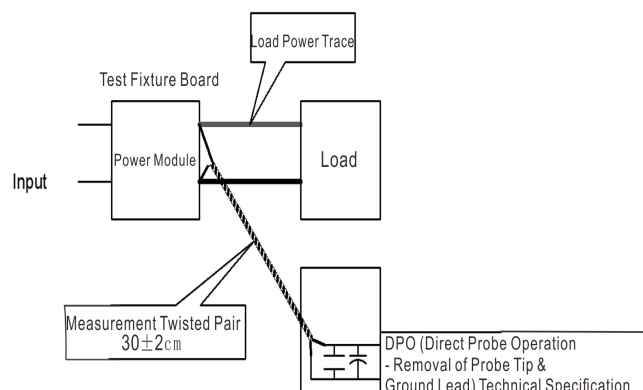 Load Power Trace
Test Fixture Board
Power Module
Load
Input
Measurement Twisted Pair
30±2cm
DPO (Direct Probe Operation
- Removal of Probe Tip &
Ground Lead) Technical Specification